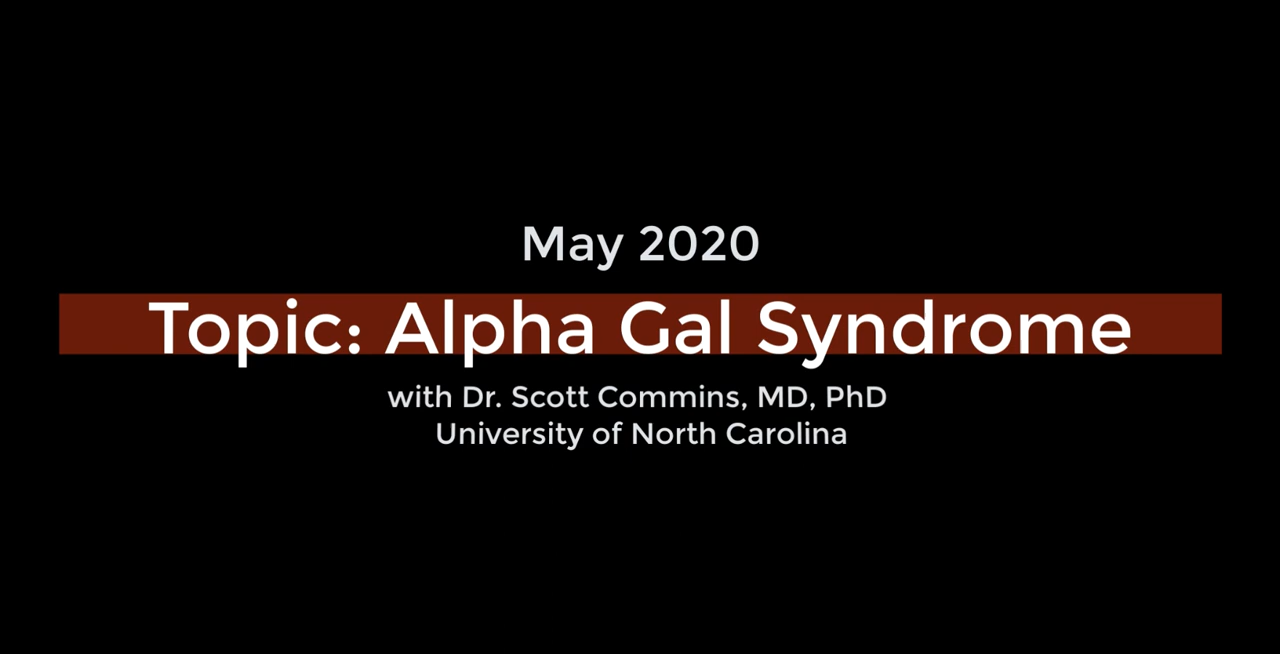 May 2020
Topic: Alpha Gal Syndrome
with Dr. Scott Commins, MD, PhD
University of North Carolina